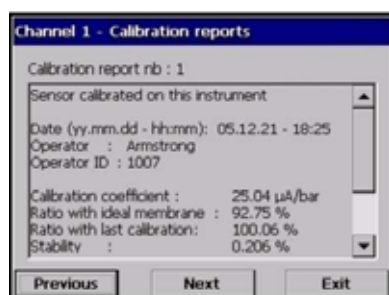 Channel 1 - Calibration reports
Calibration report nb : 1
Sensor calibrated on this instrument
Date (yy.mm.dd - hh:mm): 05.12.21 - 18:25
Operator : Armstrong
Operator ID : 1007
Calibration coefficient : 25.04 µA/bar
Ratio with ideal membrane : 92.75 %
Ratio with last calibration: 100.06 %
Stability : 0.206 %
Previous Next Exit